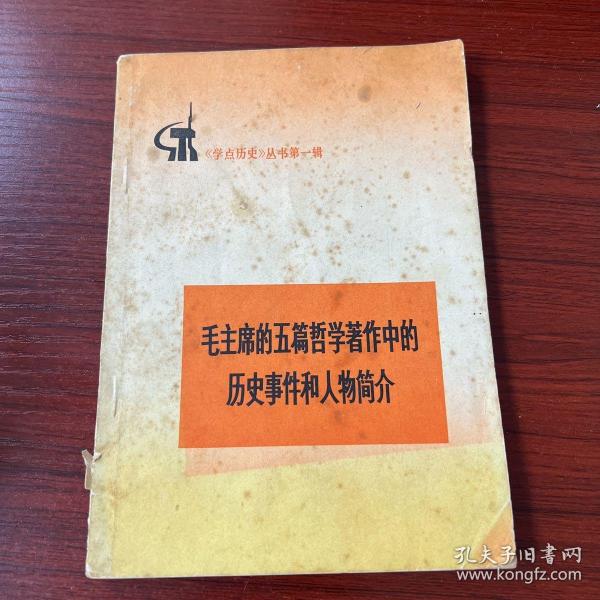 《学点历史》丛书第一辑
毛主席的五篇哲学著作中的
历史事件和人物简介
孔夫子旧書网
www.kongfz.com